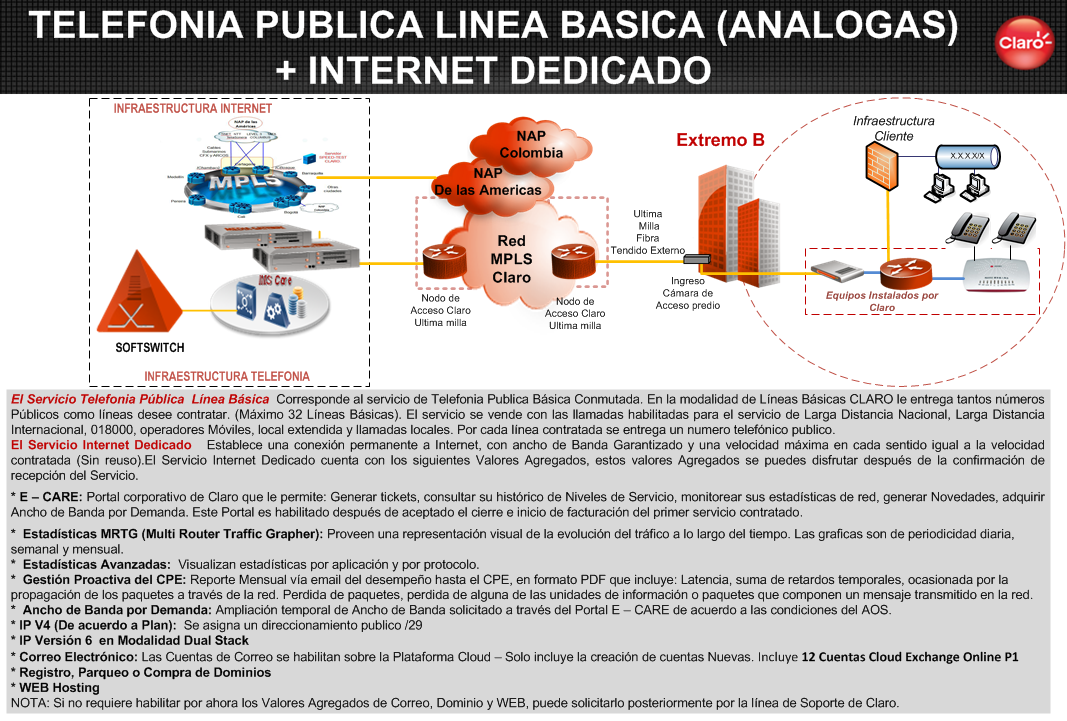 TELEFONIA PUBLICA LINEA BASICA (ANALOGAS)
+ INTERNET DEDICADO
Claro
INFRAESTRUCTURA INTERNET
NAP de las
Américas
Cables
Submarinos
CFX y ARCOS
Servidor
SPEED-TEST
CLARO
Medellín
Barranquilla
Otras
ciudades
Panamá
Cali
Bogotá
MPLS
IMS Core
SOFTSWITCH
INFRAESTRUCTURA TELEFONIA
NAP
Colombia
NAP
De las Americas
Red
MPLS
Claro
Nodo de
Acceso Claro
Ultima milla
Nodo de
Acceso Claro
Ultima milla
Ultima
Milla
Fibra
Tendido Externo
Extremo B
Ingreso
Cámara de
Acceso predio
Infraestructura
Cliente
X.X.X.X/X
Equipos Instalados por
Claro
El Servicio Telefonía Pública Línea Básica Corresponde al servicio de Telefonia Publica Básica Conmutada. En la modalidad de Líneas Básicas CLARO le entrega tantos números
Públicos como líneas desee contratar. (Máximo 32 Líneas Básicas). El servicio se vende con las llamadas habilitadas para el servicio de Larga Distancia Nacional, Larga Distancia
Internacional, 018000, operadores Móviles, local extendida y llamadas locales. Por cada línea contratada se entrega un numero telefónico publico.
El Servicio Internet Dedicado Establece una conexión permanente a Internet, con ancho de Banda Garantizado y una velocidad máxima en cada sentido igual a la velocidad
contratada (Sin reuso).El Servicio Internet Dedicado cuenta con los siguientes Valores Agregados, estos valores Agregados se puedes disfrutar después de la confirmación de
recepción del Servicio.
* E – CARE: Portal corporativo de Claro que le permite: Generar tickets, consultar su histórico de Niveles de Servicio, monitorear sus estadísticas de red, generar Novedades, adquirir
Ancho de Banda por Demanda. Este Portal es habilitado después de aceptado el cierre e inicio de facturación del primer servicio contratado.
* Estadísticas MRTG (Multi Router Traffic Grapher): Proveen una representación visual de la evolución del tráfico a lo largo del tiempo. Las graficas son de periodicidad diaria,
semanal y mensual.
* Estadísticas Avanzadas: Visualizan estadísticas por aplicación y por protocolo.
* Gestión Proactiva del CPE: Reporte Mensual vía email del desempeño hasta el CPE, en formato PDF que incluye: Latencia, suma de retardos temporales, ocasionada por la
propagación de los paquetes a través de la red. Perdida de paquetes, perdida de alguna de las unidades de información o paquetes que componen un mensaje transmitido en la red.
* Ancho de Banda por Demanda: Ampliación temporal de Ancho de Banda solicitado a través del Portal E – CARE de acuerdo a las condiciones del AOS.
* IP V4 (De acuerdo a Plan): Se asigna un direccionamiento publico /29
* IP Versión 6 en Modalidad Dual Stack
* Correo Electrónico: Las Cuentas de Correo se habilitan sobre la Plataforma Cloud – Solo incluye la creación de cuentas Nuevas. Incluye 12 Cuentas Cloud Exchange Online P1
* Registro, Parqueo o Compra de Dominios
* WEB Hosting
NOTA: Si no requiere habilitar por ahora los Valores Agregados de Correo, Dominio y WEB, puede solicitarlo posteriormente por la línea de Soporte de Claro.